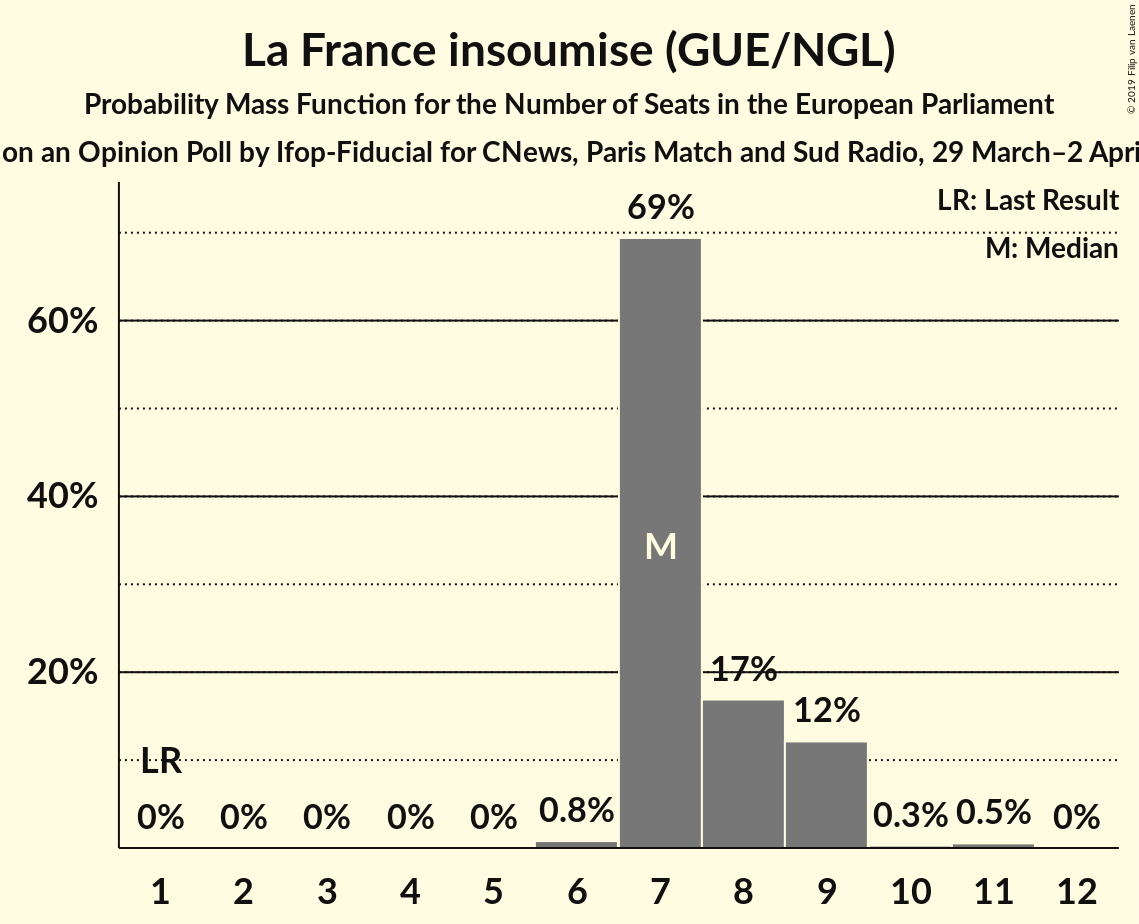 La France insoumise (GUE/NGL)
Probability Mass Function for the Number of Seats in the European Parliament
on an Opinion Poll by Ifop-Fiducial for CNews, Paris Match and Sud Radio, 29 March–2 Apri
© 2019 Filip van Laenen
LR: Last Result
M: Median
69%
60%
M
40%
20%
17%
12%
LR
0% 0% 0% 0% 0% 0.8% 0.3% 0.5% 0%
1 2 3 4 5 6 7 8 9 10 11 12